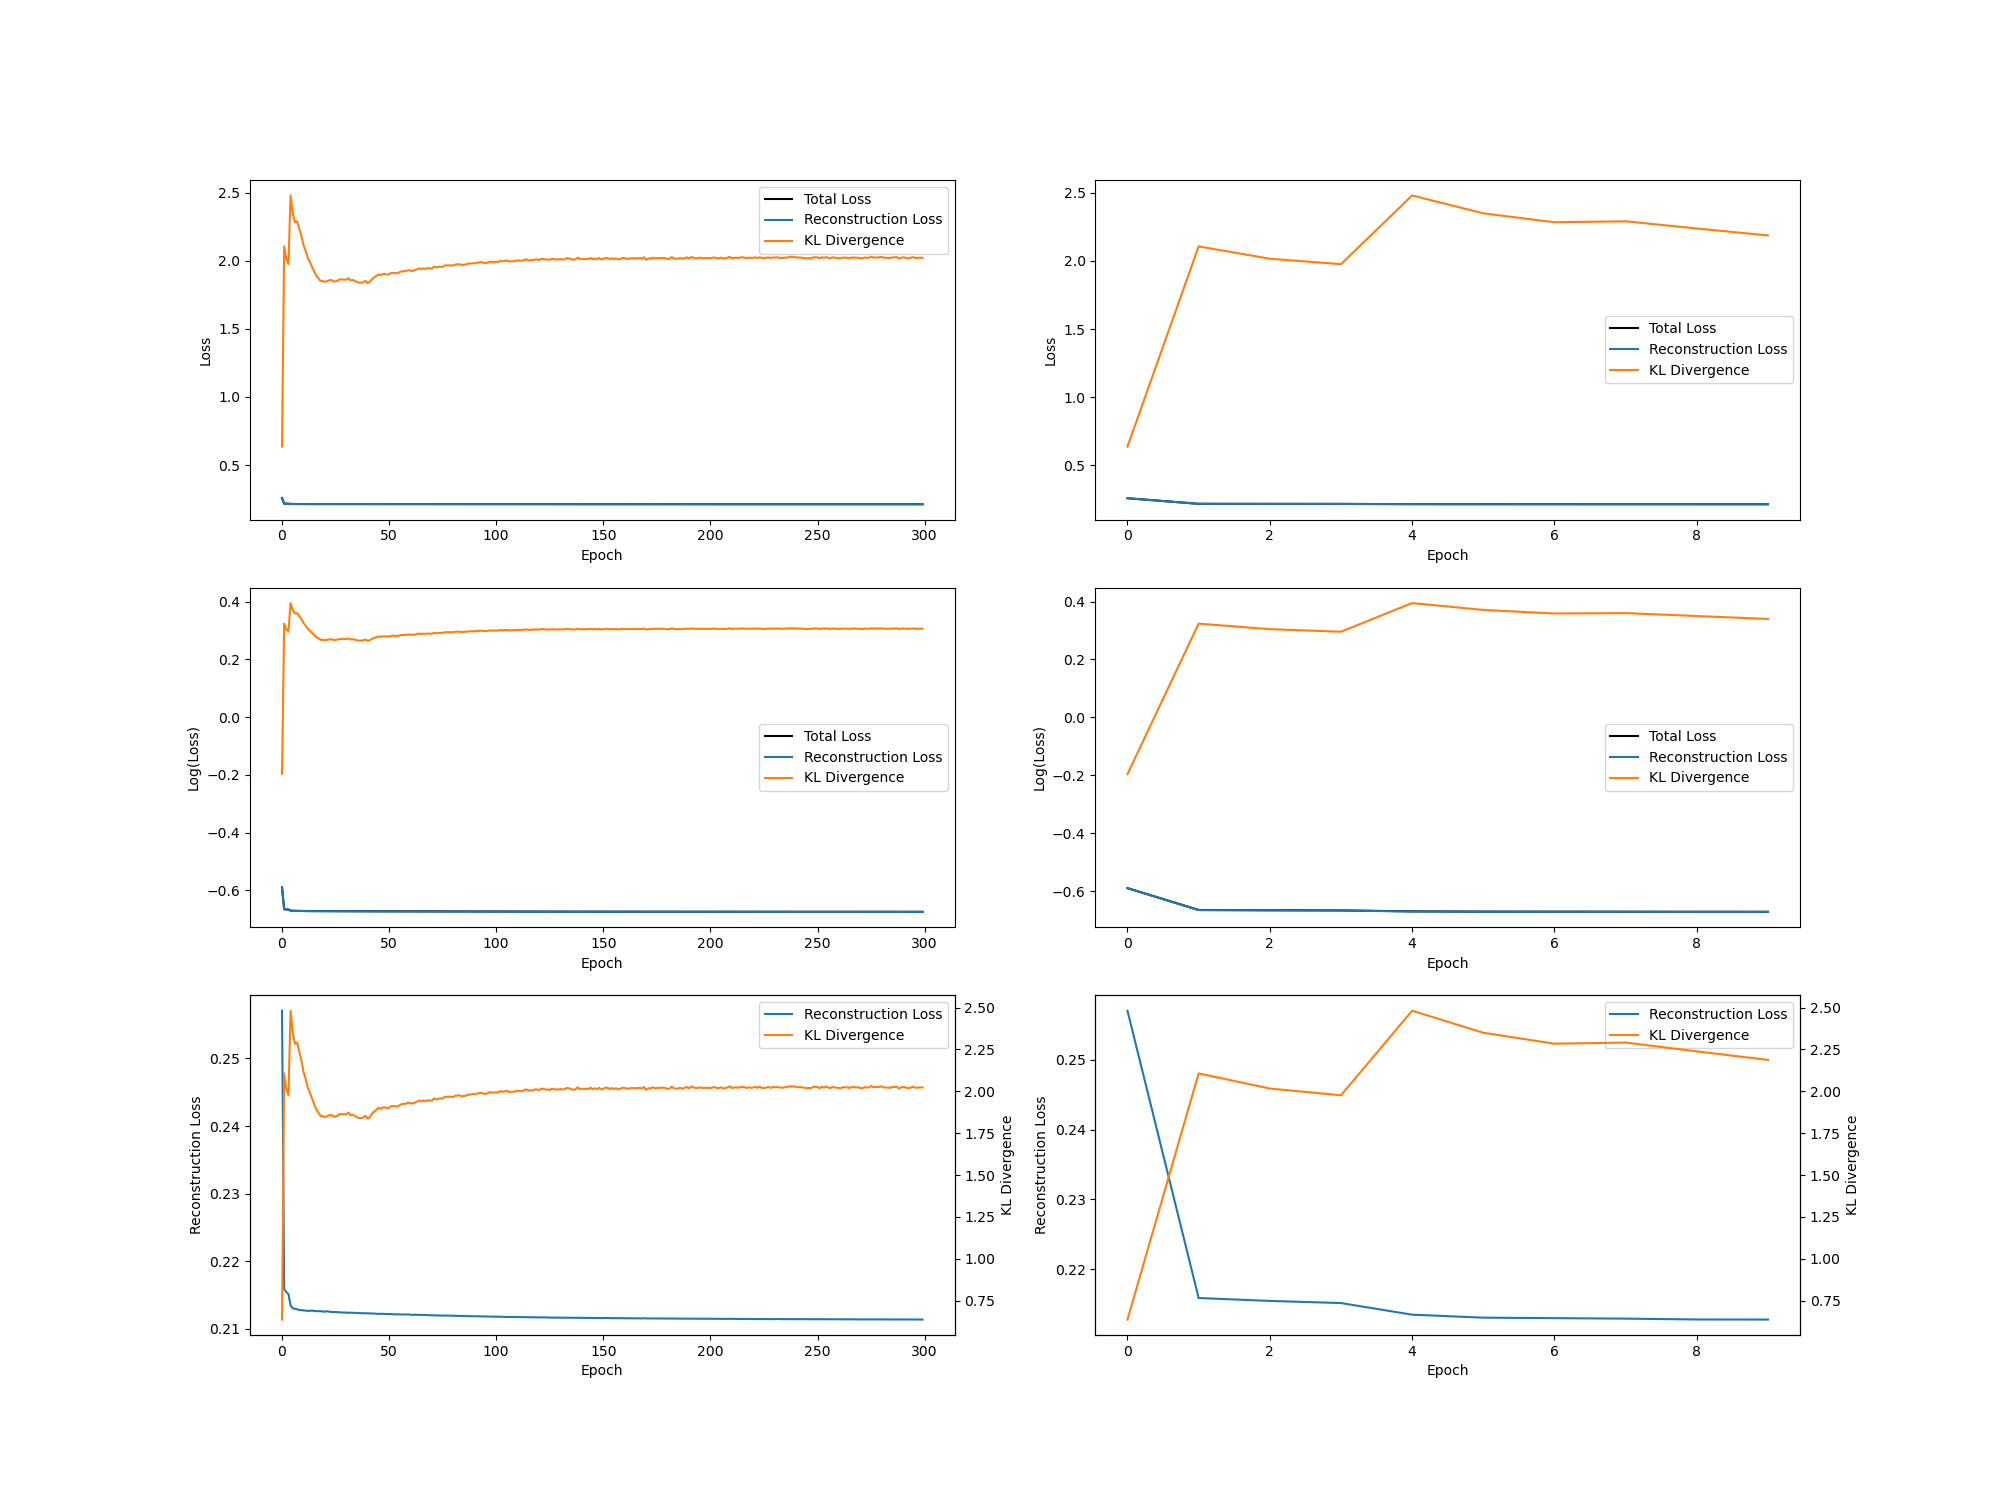 2.5
2.0
1.5
1.0
0.5
Loss
Total Loss
Reconstruction Loss
KL Divergence
0 50 100 150 200 250 300
Epoch
2.5
2.0
1.5
1.0
0.5
Loss
Total Loss
Reconstruction Loss
KL Divergence
0 2 4 6 8
Epoch
0.4
0.2
0.0
−0.2
−0.4
−0.6
Log(Loss)
Total Loss
Reconstruction Loss
KL Divergence
0 50 100 150 200 250 300
Epoch
0.4
0.2
0.0
−0.2
−0.4
−0.6
Log(Loss)
Total Loss
Reconstruction Loss
KL Divergence
0 2 4 6 8
Epoch
0.25
0.24
0.23
0.22
0.21
Reconstruction Loss
Reconstruction Loss
KL Divergence
2.50
2.25
2.00
1.75
1.50
1.25
1.00
0.75
KL Divergence
0 50 100 150 200 250 300
Epoch
0.25
0.24
0.23
0.22
Reconstruction Loss
Reconstruction Loss
KL Divergence
2.50
2.25
2.00
1.75
1.50
1.25
1.00
0.75
KL Divergence
0 2 4 6 8
Epoch